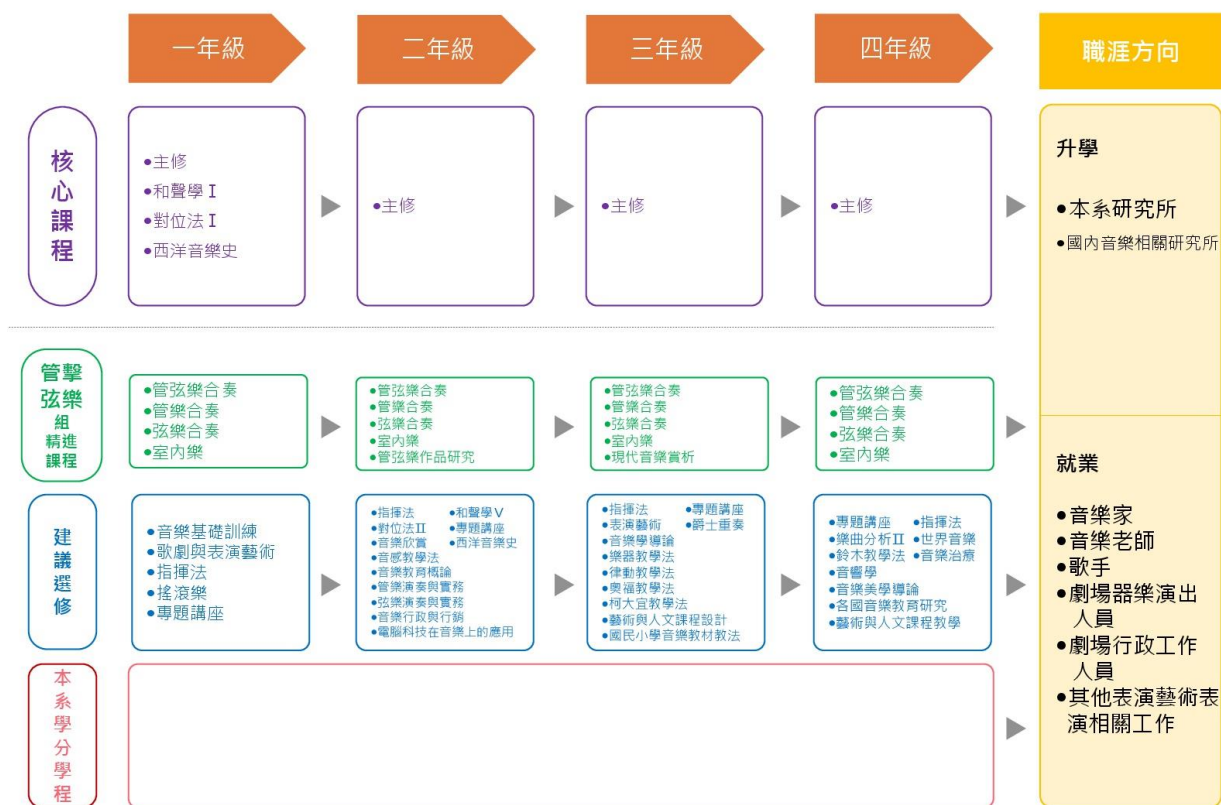 一年級
二年級
三年級
四年級
職涯方向
核
心
課
程
●主修
●和聲學Ⅰ
●對位法Ⅰ
●西洋音樂史
●主修
●主修
●主修
升學
●本系研究所
●國內音樂相關研究所
管擊
弦樂
組
精進
課程
●管弦樂合奏
●管樂合奏
●弦樂合奏
●室內樂
●管弦樂合奏
●管樂合奏
●弦樂合奏
●室內樂
●管弦樂作品研究
●管弦樂合奏
●管樂合奏
●弦樂合奏
●室內樂
●現代音樂賞析
●管弦樂合奏
●管樂合奏
●弦樂合奏
●室內樂
建
議
選
修
●音樂基礎訓練
●歌劇與表演藝術
●指揮法
●搖滾樂
●專題講座
●指揮法 ●和聲學Ⅴ
●對位法Ⅱ ●專題講座
●音樂欣賞 ●西洋音樂史
●音感教學法
●音樂教育概論
●管樂演奏與實務
●弦樂演奏與實務
●音樂行政與行銷
●電腦科技在音樂上的應用
●指揮法 ●專題講座
●表演藝術 ●爵士重奏
●音樂學導論
●樂器教學法
●律動教學法
●奧福教學法
●柯大宜教學法
●藝術與人文課程設計
●國民小學音樂教材教法
●專題講座 ●指揮法
●樂曲分析Ⅱ ●世界音樂
●鈴木教學法 ●音樂治療
●音響學
●音樂美學導論
●各國音樂教育研究
●藝術與人文課程教學
就業
●音樂家
●音樂老師
●歌手
●劇場器樂演出
人員
●劇場行政工作
人員
●其他表演藝術表
演相關工作
本
系
學
分
學
程